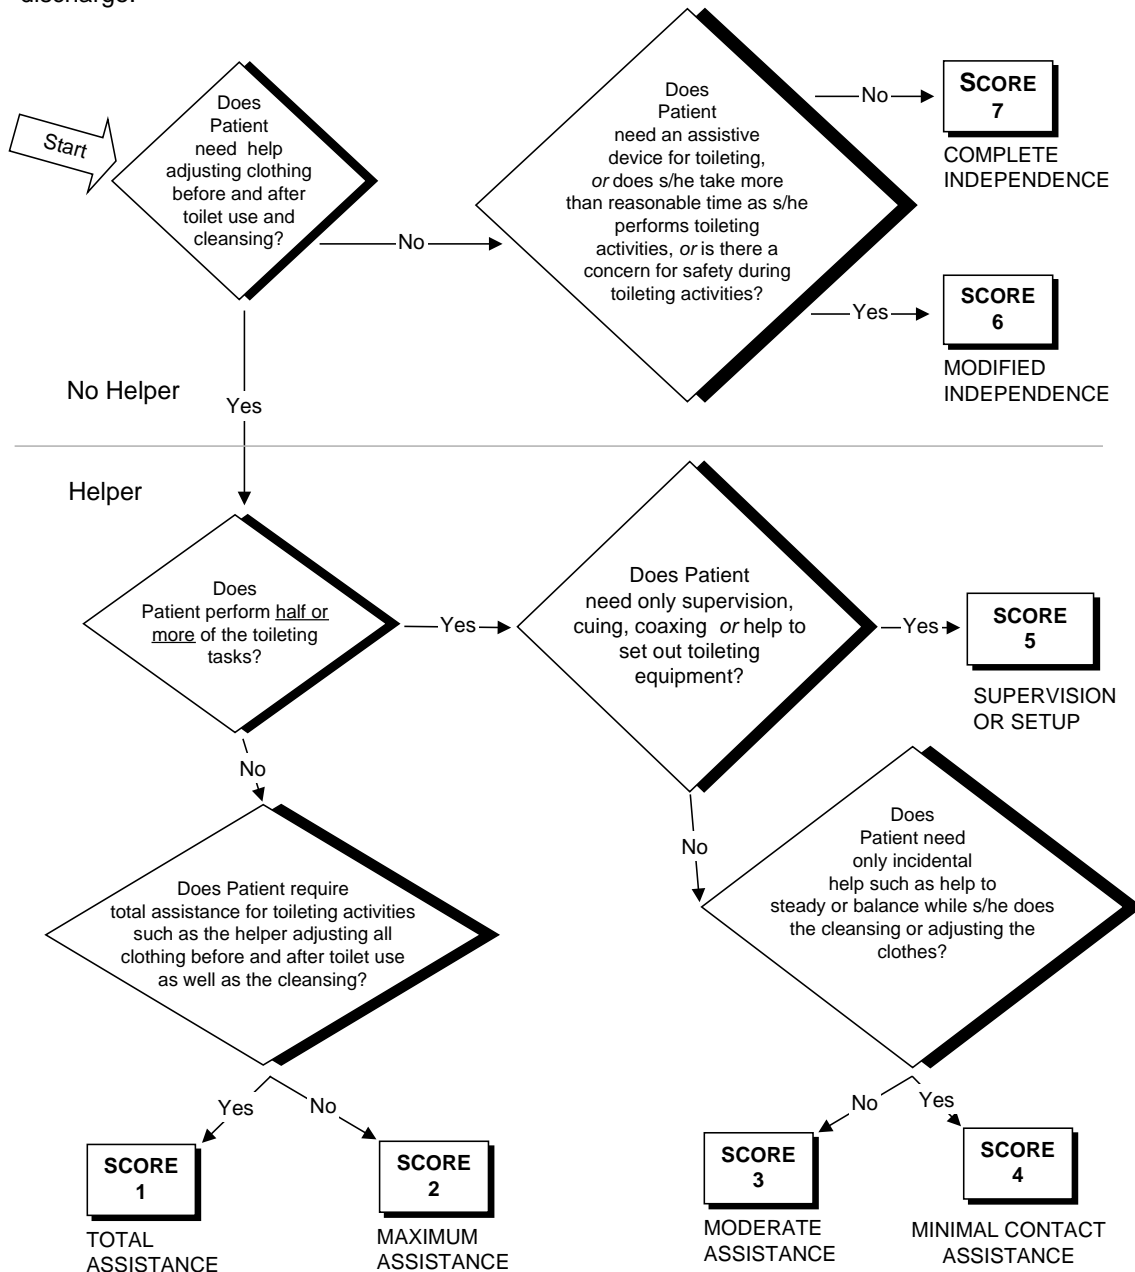 discharge.
Start
Does
Patient
need help
adjusting clothing
before and after
toilet use and
cleansing?
No
Does
Patient
need an assistive
device for toileting,
or does s/he take more
than reasonable time as s/he
performs toileting
activities, or is there a
concern for safety during
toileting activities?
No
SCORE
7
COMPLETE
INDEPENDENCE
Yes
SCORE
6
MODIFIED
INDEPENDENCE
No Helper
Yes
Helper
Does
Patient perform half or
more of the toileting
tasks?
Yes
Does Patient
need only supervision,
cuing, coaxing or help to
set out toileting
equipment?
Yes
SCORE
5
SUPERVISION
OR SETUP
No
No
Does Patient require
total assistance for toileting activities
such as the helper adjusting all
clothing before and after toilet use
as well as the cleansing?
Does
Patient need
only incidental
help such as help to
steady or balance while s/he does
the cleansing or adjusting the
clothes?
Yes
No
SCORE
1
TOTAL
ASSISTANCE
SCORE
2
MAXIMUM
ASSISTANCE
No
Yes
SCORE
3
MODERATE
ASSISTANCE
SCORE
4
MINIMAL CONTACT
ASSISTANCE